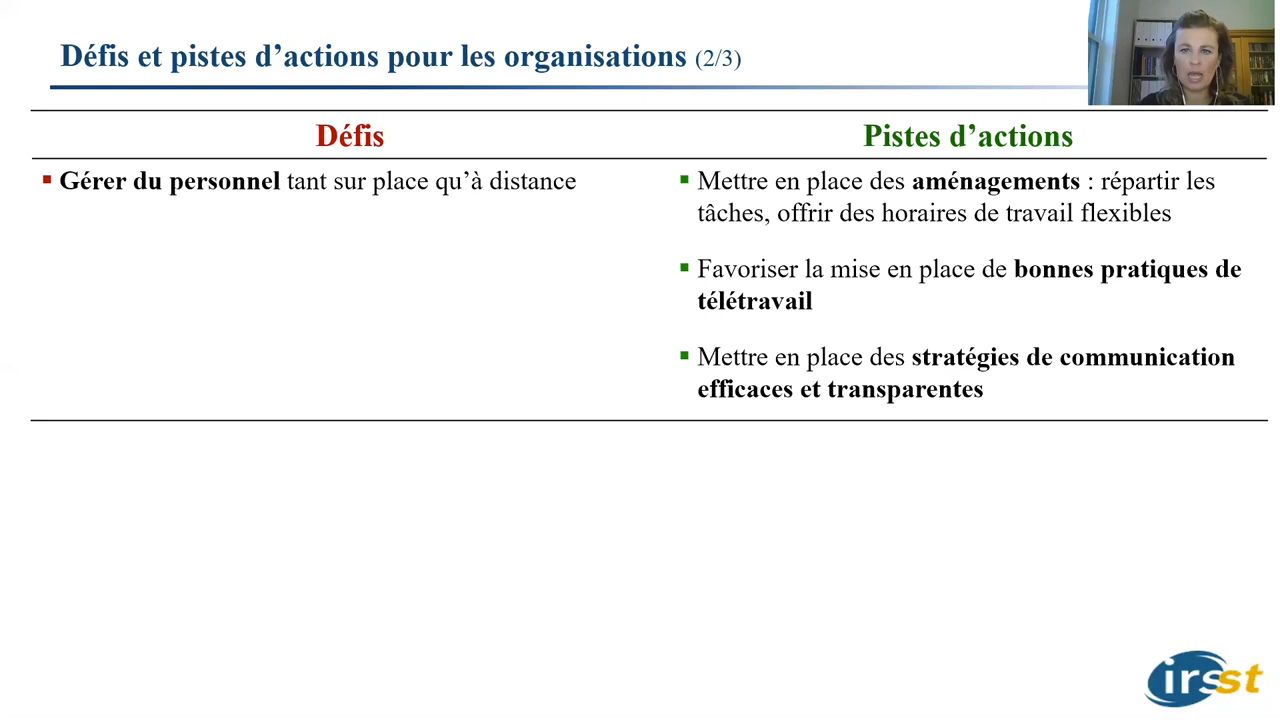 Défis et pistes d’actions pour les organisations (2/3)
Défis
Pistes d’actions
▪ Gérer du personnel tant sur place qu’à distance
▪ Mettre en place des aménagements : répartir les
tâches, offrir des horaires de travail flexibles
▪ Favoriser la mise en place de bonnes pratiques de
télétravail
▪ Mettre en place des stratégies de communication
efficaces et transparentes
irsst